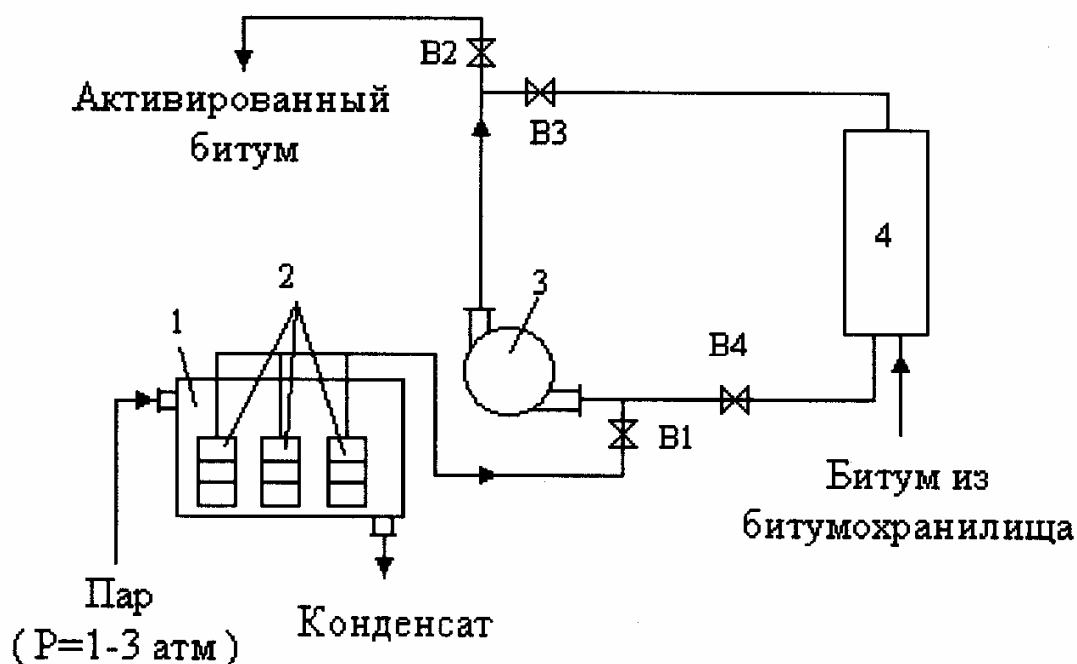 В2
Активированный
битум
В3
4
2
3
1
В4
В1
Битум из
битумохранилища
Пар
( P=1-3 атм )
Конденсат